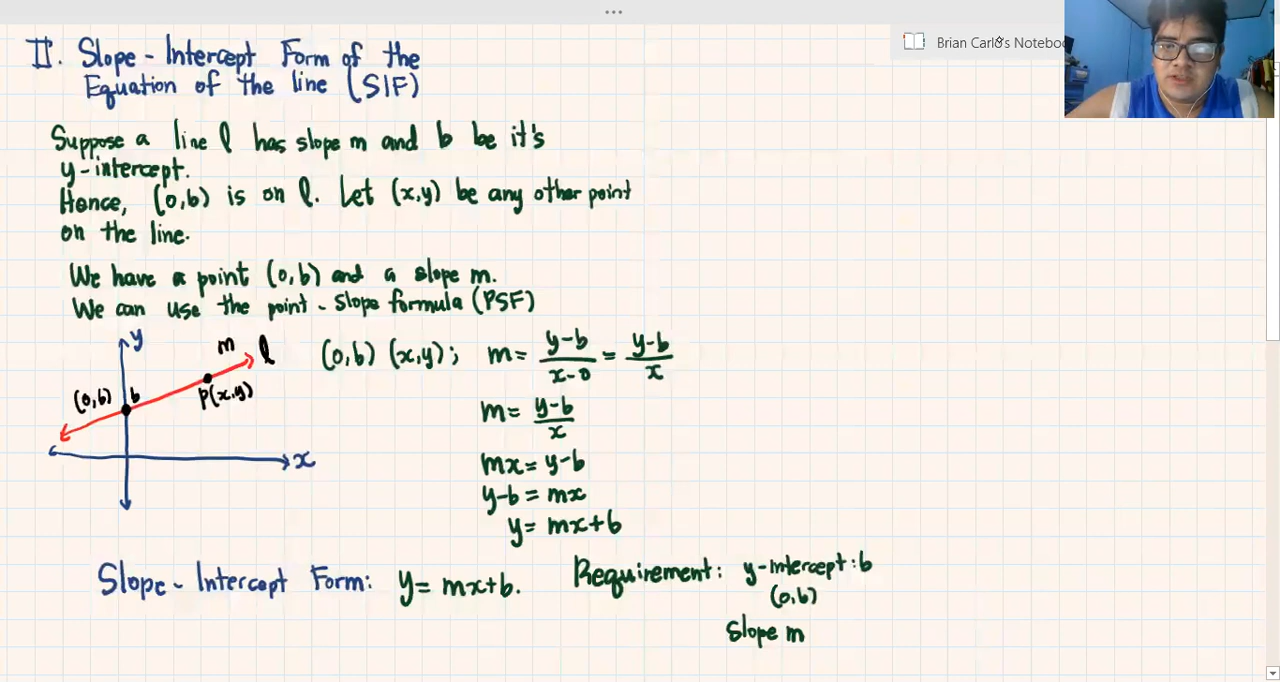 II. Slope - Intercept Form of the
Equation of the line (SIF)
Brian Carlo's Noteboo
Suppose a line l has slope m and b be it's
y-intercept.
Hence, (0,b) is on l. Let (x,y) be any other point
on the line.
We have a point (0,b) and a slope m.
We can use the point - slope formula (PSF)
y
m
l
(0,b)
b
P(x,y)
x
(0,b) (x,y); m = y-b / x-0 = y-b / x
m = y-b / x
mx = y-b
y-b = mx
y = mx+b
Slope - Intercept Form: y = mx+b.
Requirement: y-intercept: b
(0,b)
Slope m